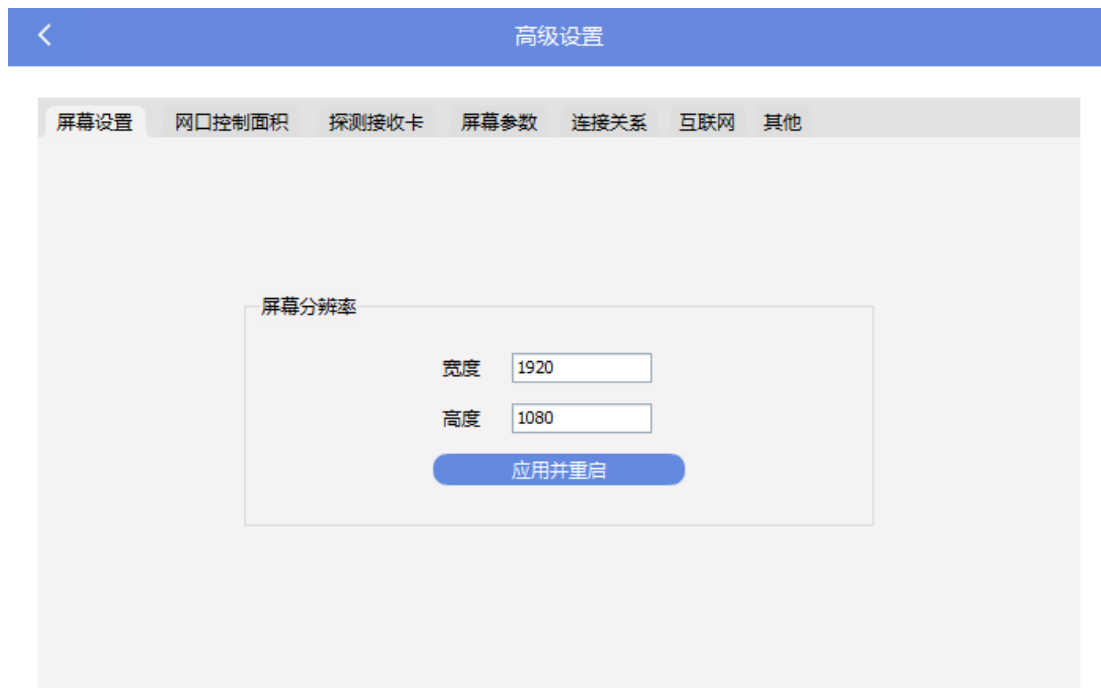 高级设置
屏幕设置 网口控制面积 探测接收卡 屏幕参数 连接关系 互联网 其他
屏幕分辨率
宽度 1920
高度 1080
应用并重启